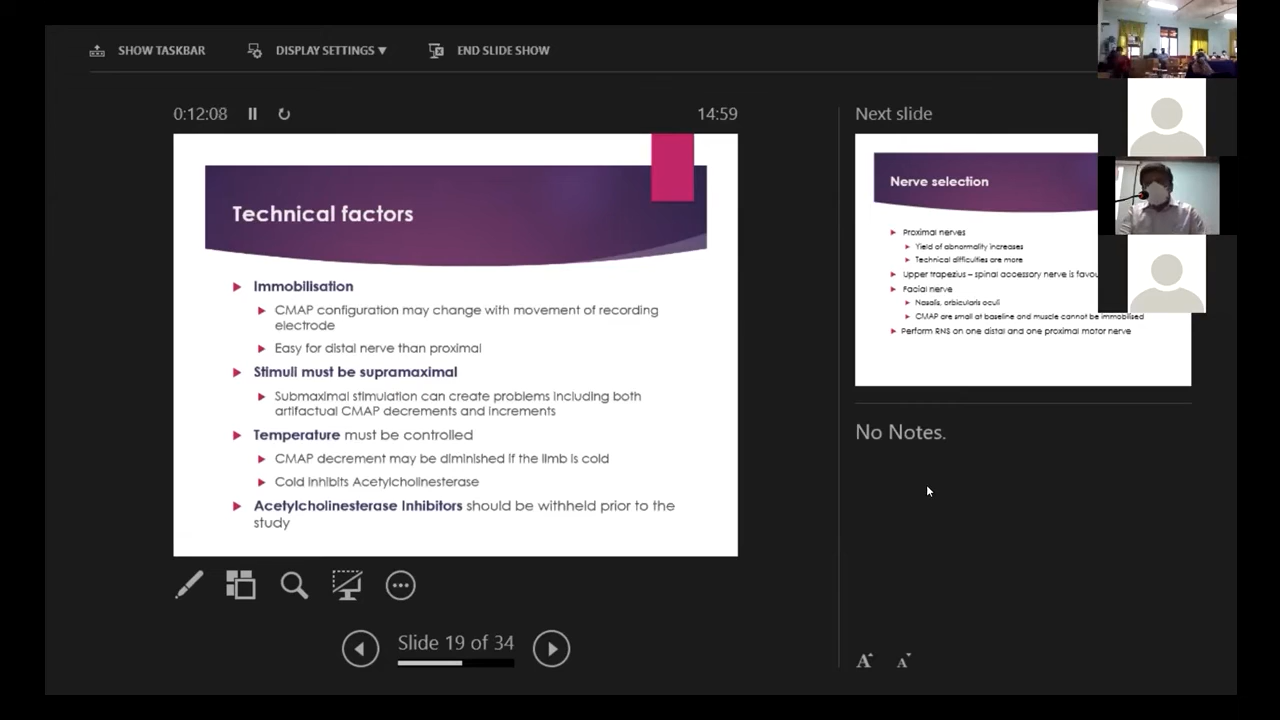 SHOW TASKBAR
DISPLAY SETTINGS ▼
END SLIDE SHOW
0:12:08
14:59
Technical factors
Immobilisation
CMAP configuration may change with movement of recording
electrode
Easy for distal nerve than proximal
Stimuli must be supramaximal
Submaximal stimulation can create problems including both
artifactual CMAP decrements and increments
Temperature must be controlled
CMAP decrement may be diminished if the limb is cold
Cold inhibits Acetylcholinesterase
Acetylcholinesterase Inhibitors should be withheld prior to the
study
Slide 19 of 34
Next slide
Nerve selection
Proximal nerves
Yield of abnormality increases
Technical difficulties are more
Upper trapezius – spinal accessory nerve is
Facial nerve
Nasalis, orbicularis oculi
CMAP are small at baseline and muscle cannot be immobilised
Perform RNS on one distal and one proximal motor nerve
No Notes.
A A